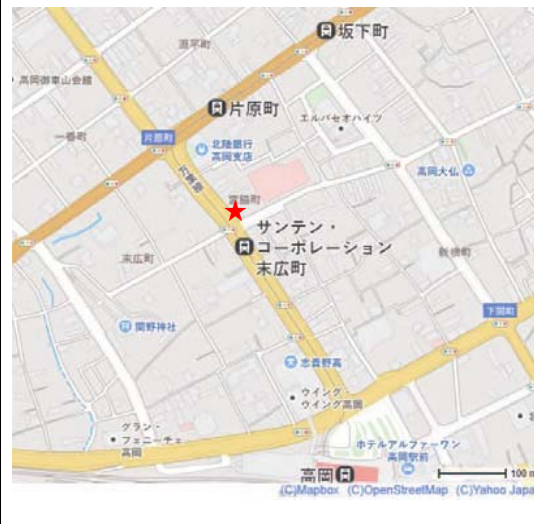 坂下町
源平町
高岡御車山会館
片原町
エルパセオハイツ
一番町
片原町
北陸銀行
高岡支店
高岡大仏
宮脇町
サンテン・
コーポレーション
末広町
末広町
新横町
下関町
関野神社
志貴野高
ウイング・
ウイング高岡
グラン・
フェニーチェ
高岡
ホテルアルファーワン
高岡駅前
高岡
100 m
(C)Mapbox (C)OpenStreetMap (C)Yahoo Japa